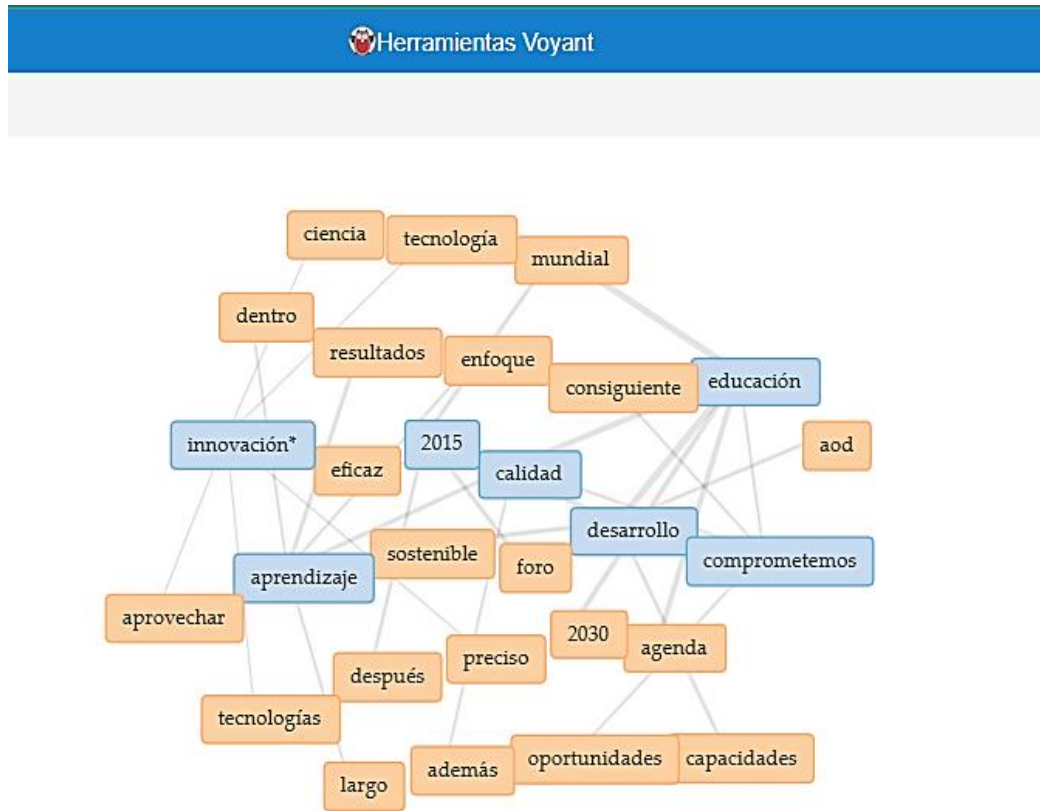 Herramientas Voyant
ciencia
tecnología
mundial
dentro
resultados
enfoque
consiguiente
educación
innovación*
eficaz
2015
calidad
aod
aprendizaje
sostenible
foro
desarrollo
comprometemos
aprovechar
después
preciso
2030
agenda
tecnologías
largo
además
oportunidades
capacidades